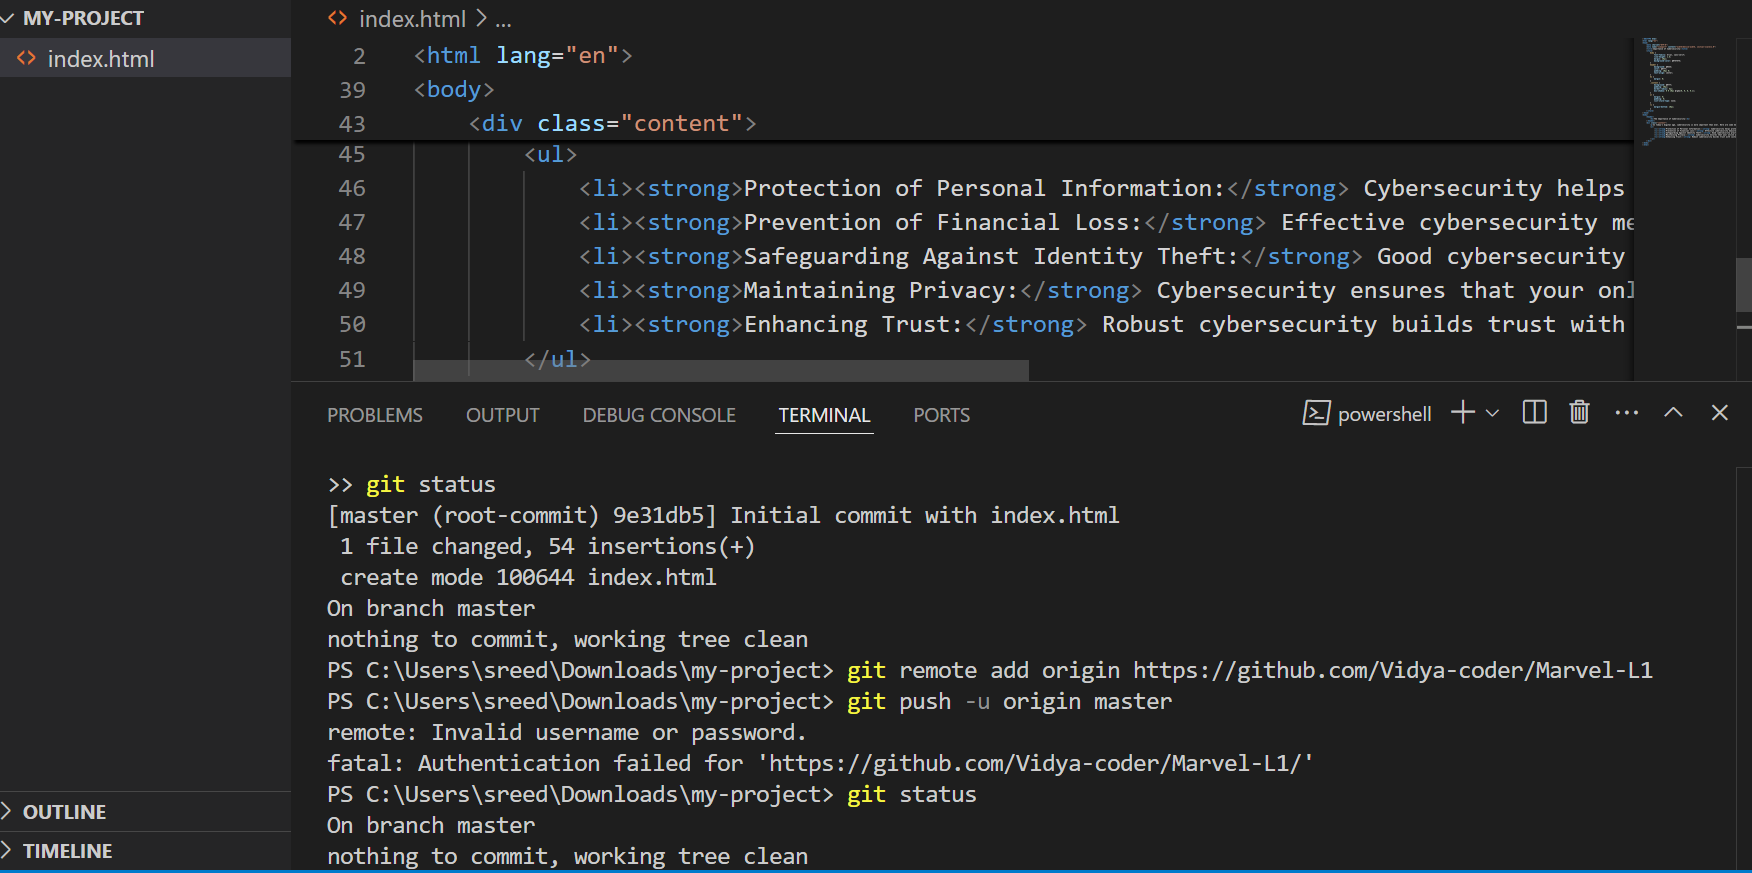 MY-PROJECT
index.html
index.html > ...
2 <html lang="en">
39 <body>
43 <div class="content">
45 <ul>
46 <li><strong>Protection of Personal Information:</strong> Cybersecurity helps
47 <li><strong>Prevention of Financial Loss:</strong> Effective cybersecurity me
48 <li><strong>Safeguarding Against Identity Theft:</strong> Good cybersecurity
49 <li><strong>Maintaining Privacy:</strong> Cybersecurity ensures that your onl
50 <li><strong>Enhancing Trust:</strong> Robust cybersecurity builds trust with
51 </ul>
PROBLEMS OUTPUT DEBUG CONSOLE TERMINAL PORTS powershell
>> git status
[master (root-commit) 9e31db5] Initial commit with index.html
1 file changed, 54 insertions(+)
create mode 100644 index.html
On branch master
nothing to commit, working tree clean
PS C:\Users\sreed\Downloads\my-project> git remote add origin https://github.com/Vidya-coder/Marvel-L1
PS C:\Users\sreed\Downloads\my-project> git push -u origin master
remote: Invalid username or password.
fatal: Authentication failed for 'https://github.com/Vidya-coder/Marvel-L1/'
PS C:\Users\sreed\Downloads\my-project> git status
On branch master
nothing to commit, working tree clean
OUTLINE
TIMELINE